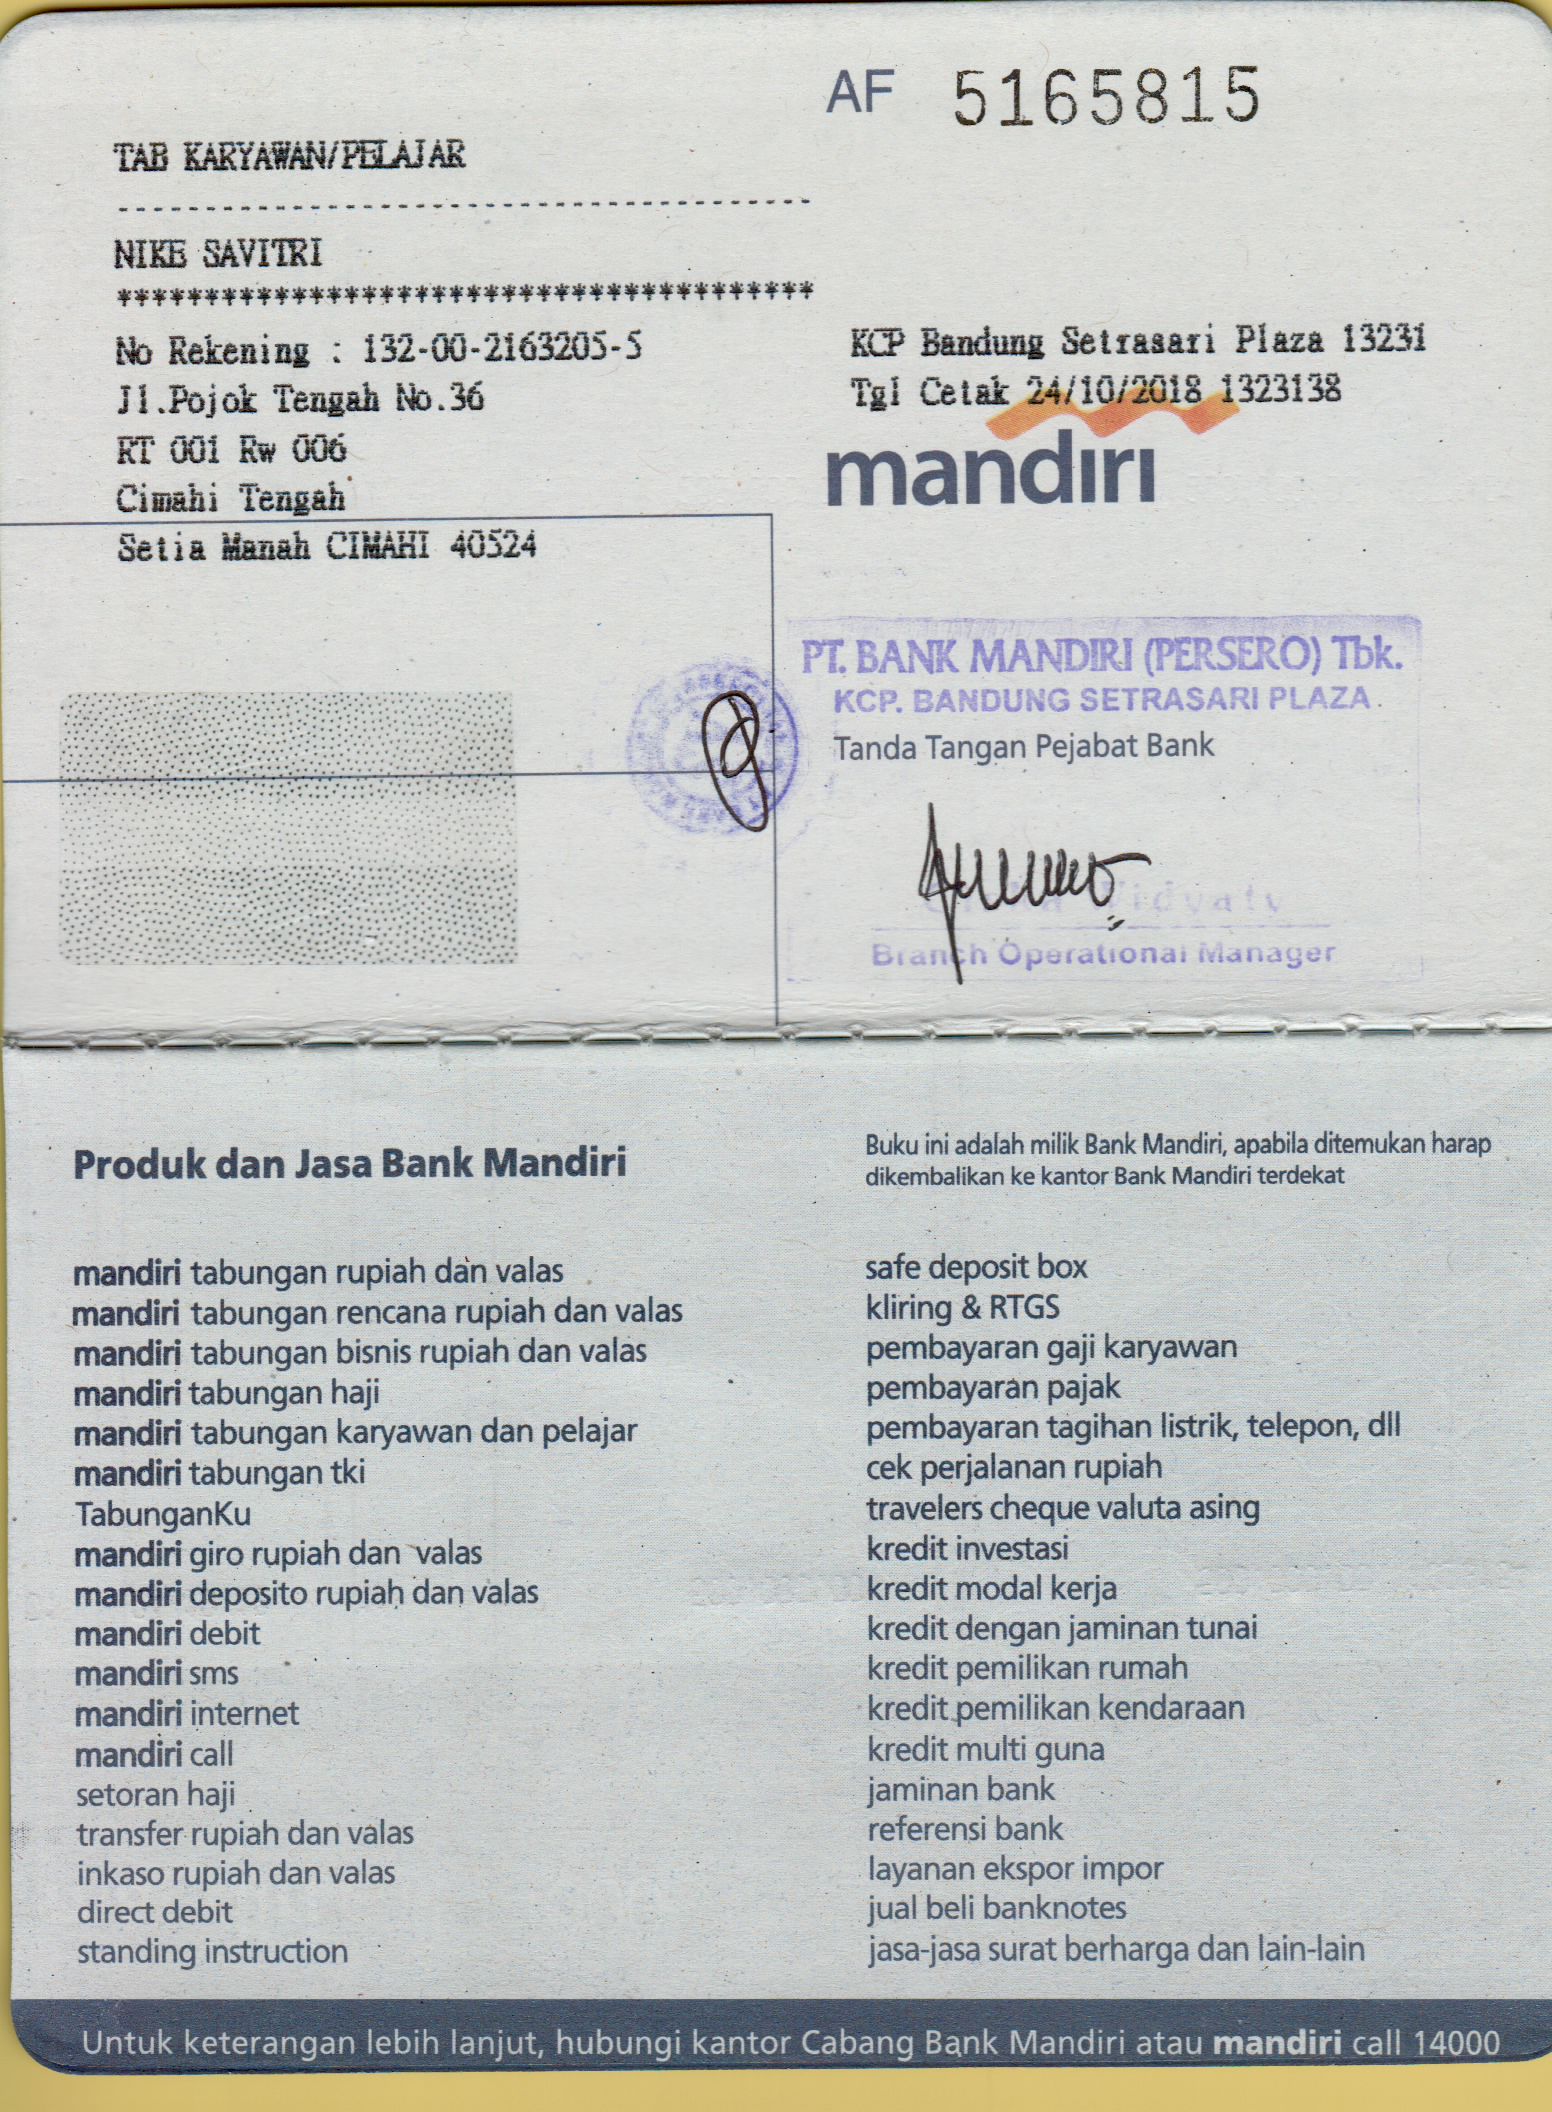 AF 5165815
TAB KARYAWAN/PELAJAR
----------------------------------------
NIKE SAVITRI
****************************************
No Rekening : 132-00-2163205-5
Jl.Pojok Tengah No.36
RT 001 Rw 006
Cimahi Tengah
Setia Manah CIMAHI 40524
KCP Bandung Setrasari Plaza 13231
Tgl Cetak 24/10/2018 1323138
mandiri
PT. BANK MANDIRI (PERSERO) Tbk.
KCP. BANDUNG SETRASARI PLAZA
Tanda Tangan Pejabat Bank
Vidyaty
Branch Operational Manager
Produk dan Jasa Bank Mandiri
mandiri tabungan rupiah dan valas
mandiri tabungan rencana rupiah dan valas
mandiri tabungan bisnis rupiah dan valas
mandiri tabungan haji
mandiri tabungan karyawan dan pelajar
mandiri tabungan tki
TabunganKu
mandiri giro rupiah dan valas
mandiri deposito rupiah dan valas
mandiri debit
mandiri sms
mandiri internet
mandiri call
setoran haji
transfer rupiah dan valas
inkaso rupiah dan valas
direct debit
standing instruction
Buku ini adalah milik Bank Mandiri, apabila ditemukan harap
dikembalikan ke kantor Bank Mandiri terdekat
safe deposit box
kliring & RTGS
pembayaran gaji karyawan
pembayaran pajak
pembayaran tagihan listrik, telepon, dll
cek perjalanan rupiah
travelers cheque valuta asing
kredit investasi
kredit modal kerja
kredit dengan jaminan tunai
kredit pemilikan rumah
kredit pemilikan kendaraan
kredit multi guna
jaminan bank
referensi bank
layanan ekspor impor
jual beli banknotes
jasa-jasa surat berharga dan lain-lain
Untuk keterangan lebih lanjut, hubungi kantor Cabang Bank Mandiri atau mandiri call 14000